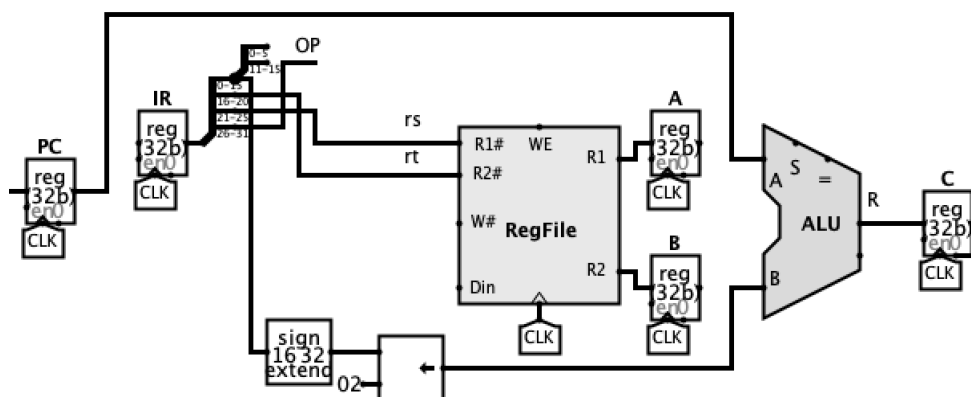 OP
0-5
11-15
0-15
16-20
21-25
26-31
IR
reg
(32b)
en0
CLK
PC
reg
(32b)
en0
CLK
rs
rt
R1#
WE
R1
R2#
W#
RegFile
R2
Din
CLK
A
reg
(32b)
en0
CLK
B
reg
(32b)
en0
CLK
A
S
=
ALU
B
R
C
reg
(32b)
en0
CLK
sign
16 32
extend
02
←